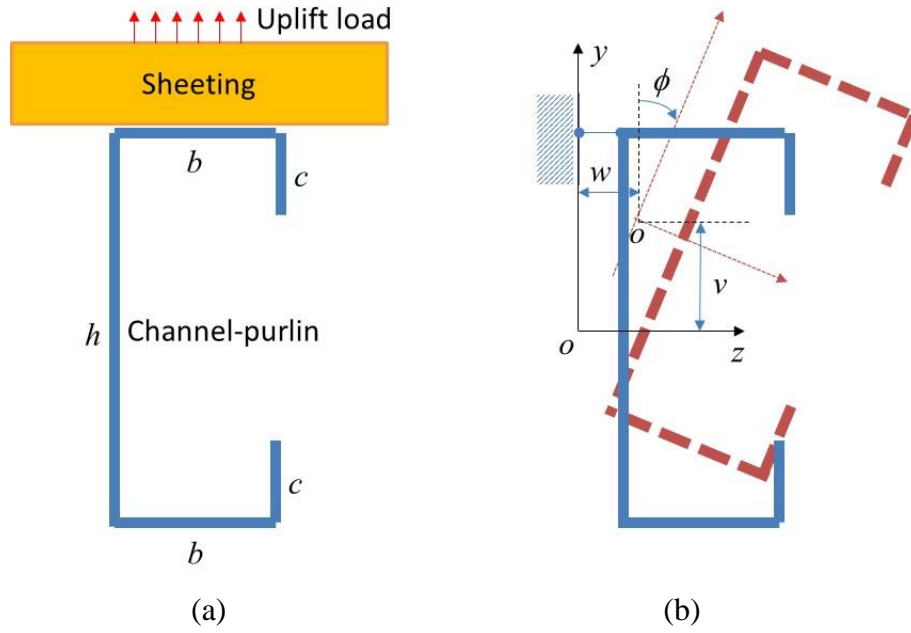 Uplift load
Sheeting
b
c
h
Channel-purlin
c
b
(a)
y
ϕ
w
o
v
o
z
(b)